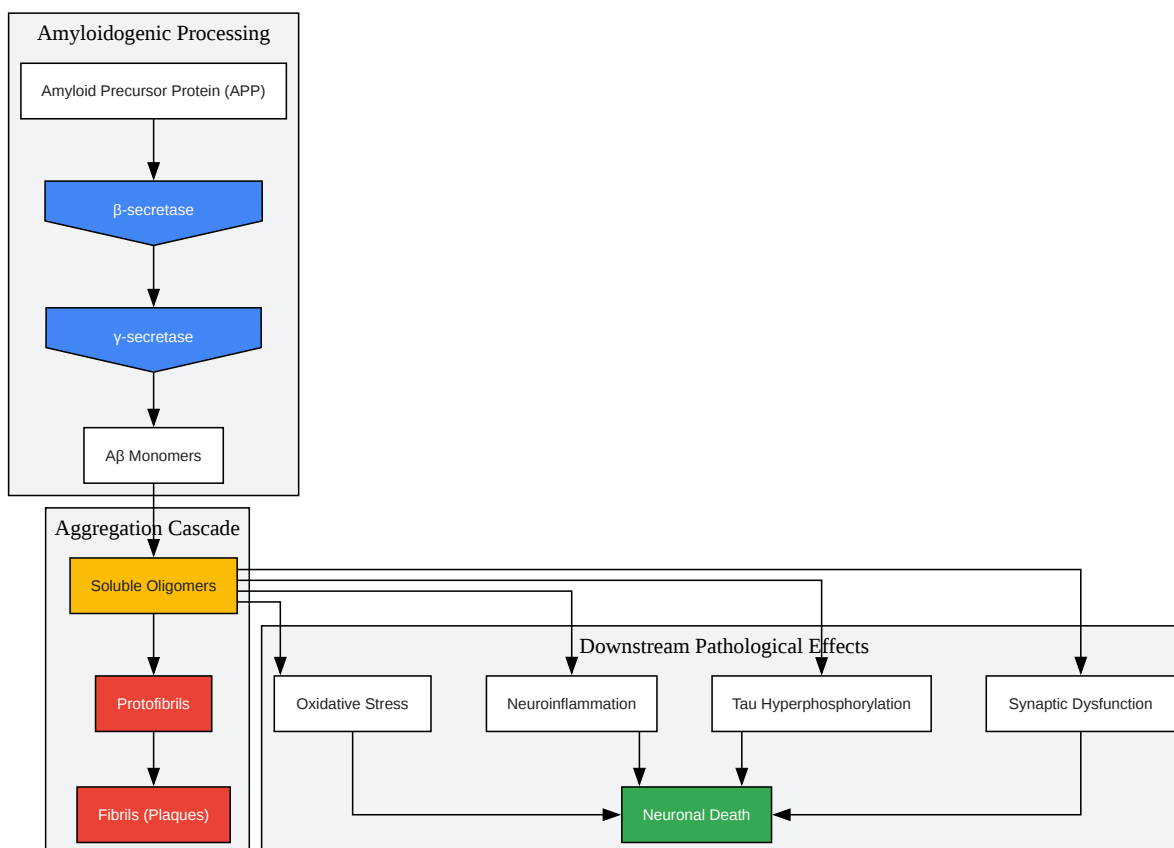 Amyloidogenic Processing
Amyloid Precursor Protein (APP)
β-secretase
γ-secretase
Aβ Monomers
Aggregation Cascade
Soluble Oligomers
Downstream Pathological Effects
Protofibrils
Oxidative Stress
Neuroinflammation
Tau Hyperphosphorylation
Synaptic Dysfunction
Fibrils (Plaques)
Neuronal Death